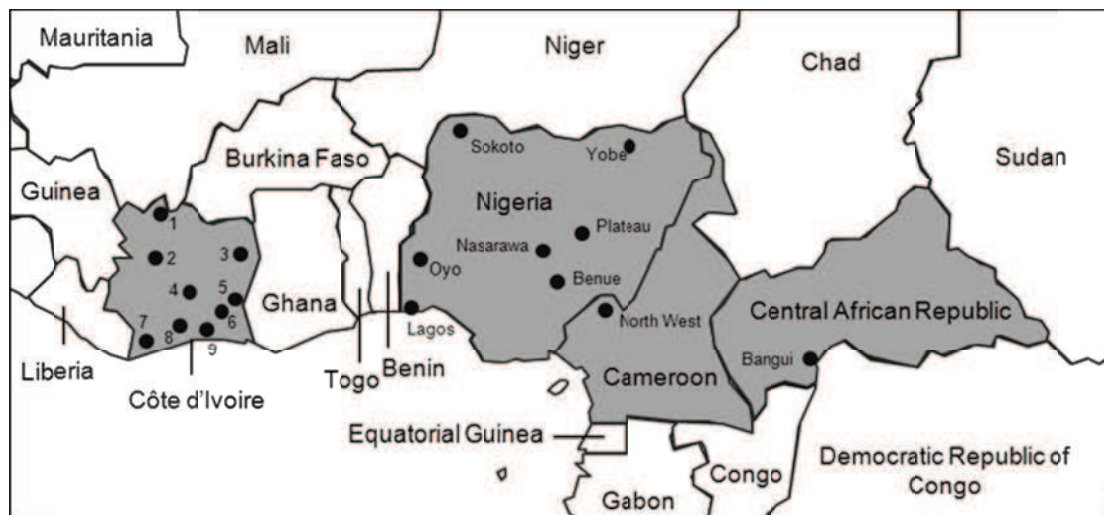 Mauritania
Mali
Niger
Chad
Sudan
Guinea
Burkina Faso
Sokoto
Yobe
Nigeria
Plateau
Nasarawa
Benue
Oyo
Lagos
North West
1
2
3
4
5
6
7
8
9
Ghana
Central African Republic
Bangui
Liberia
Côte d'Ivoire
Togo
Benin
Cameroon
Equatorial Guinea
Gabon
Congo
Democratic Republic of
Congo